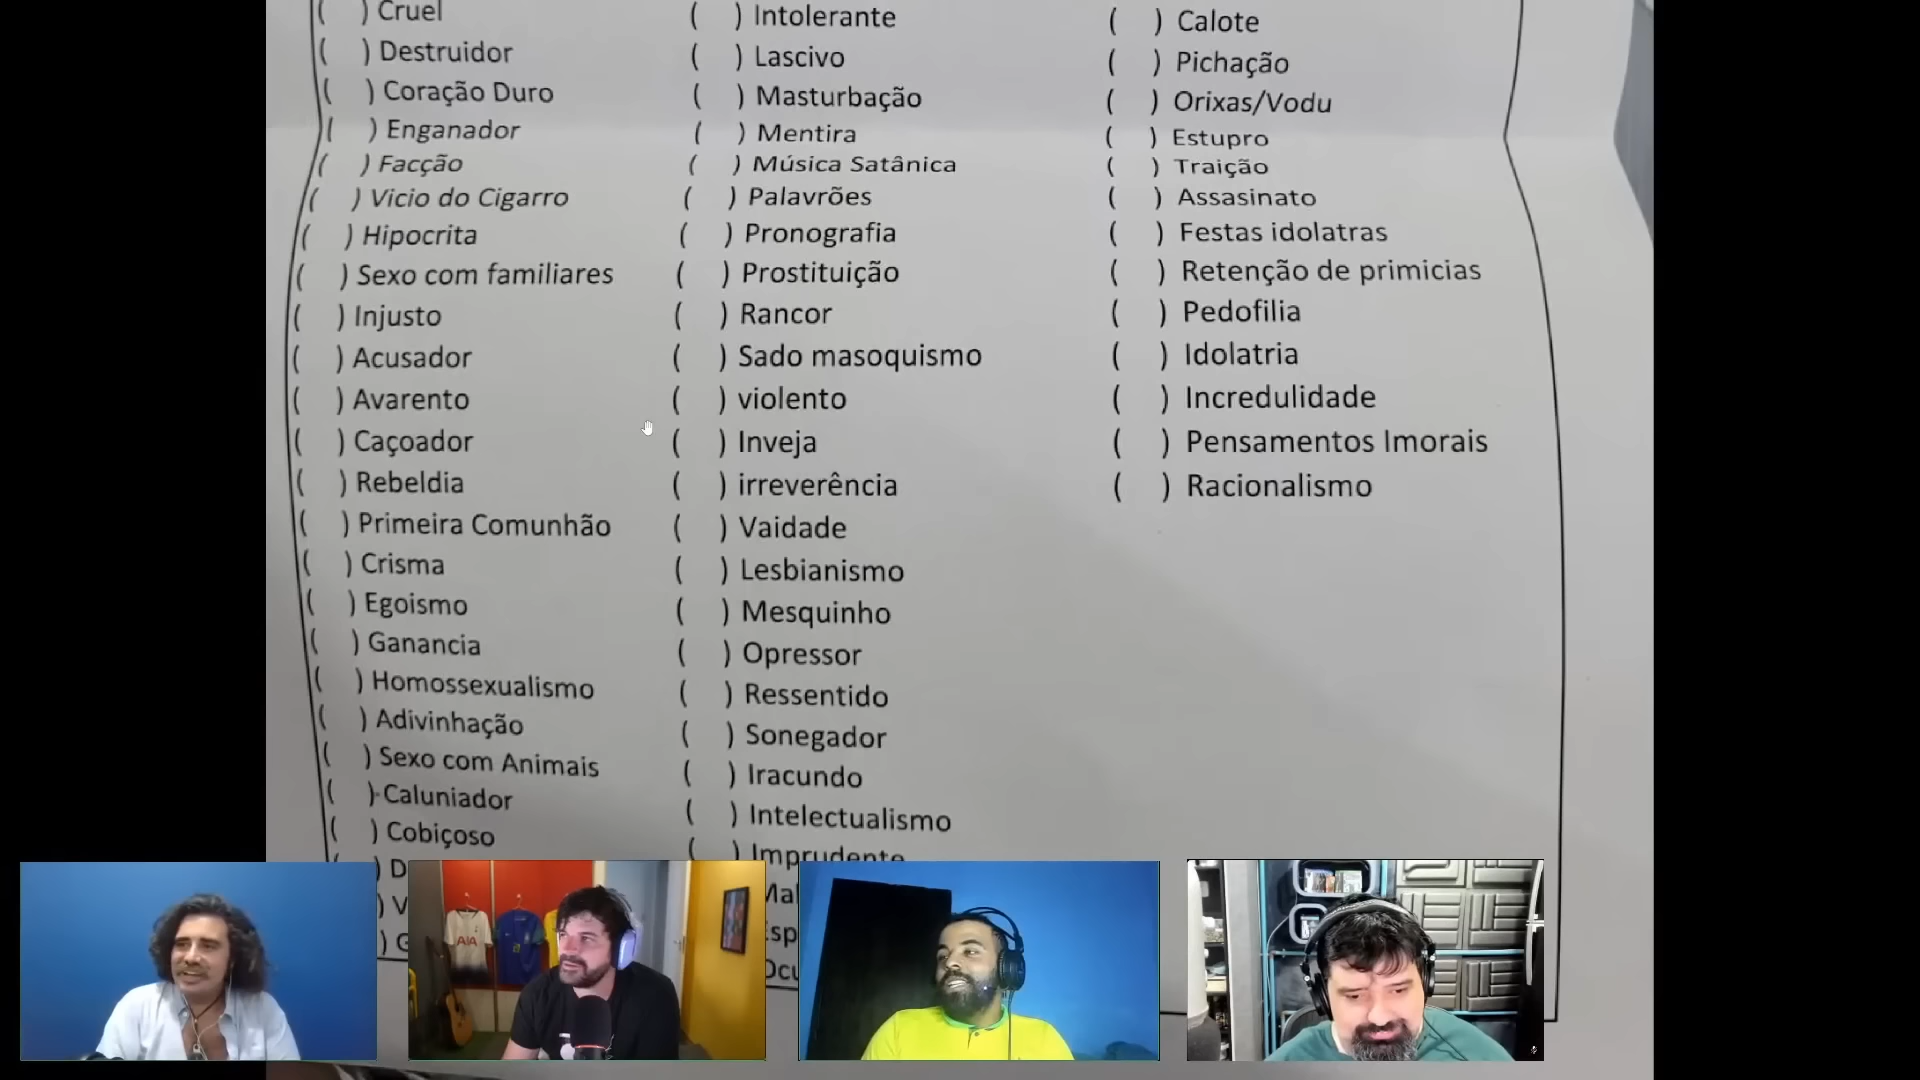 ( ) Cruel
( ) Destruidor
( ) Coração Duro
( ) Enganador
( ) Facção
( ) Vicio do Cigarro
( ) Hipocrita
( ) Sexo com familiares
( ) Injusto
( ) Acusador
( ) Avarento
( ) Caçoador
( ) Rebeldia
( ) Primeira Comunhão
( ) Crisma
( ) Egoismo
( ) Ganancia
( ) Homossexualismo
( ) Adivinhação
( ) Sexo com Animais
( ) Caluniador
( ) Cobiçoso
( ) Intolerante
( ) Lascivo
( ) Masturbação
( ) Mentira
( ) Música Satânica
( ) Palavrões
( ) Pronografia
( ) Prostituição
( ) Rancor
( ) Sado masoquismo
( ) violento
( ) Inveja
( ) irreverência
( ) Vaidade
( ) Lesbianismo
( ) Mesquinho
( ) Opressor
( ) Ressentido
( ) Sonegador
( ) Iracundo
( ) Intelectualismo
( ) Imprudente
( ) Calote
( ) Pichação
( ) Orixas/Vodu
( ) Estupro
( ) Traição
( ) Assasinato
( ) Festas idolatras
( ) Retenção de primicias
( ) Pedofilia
( ) Idolatria
( ) Incredulidade
( ) Pensamentos Imorais
( ) Racionalismo
AIA